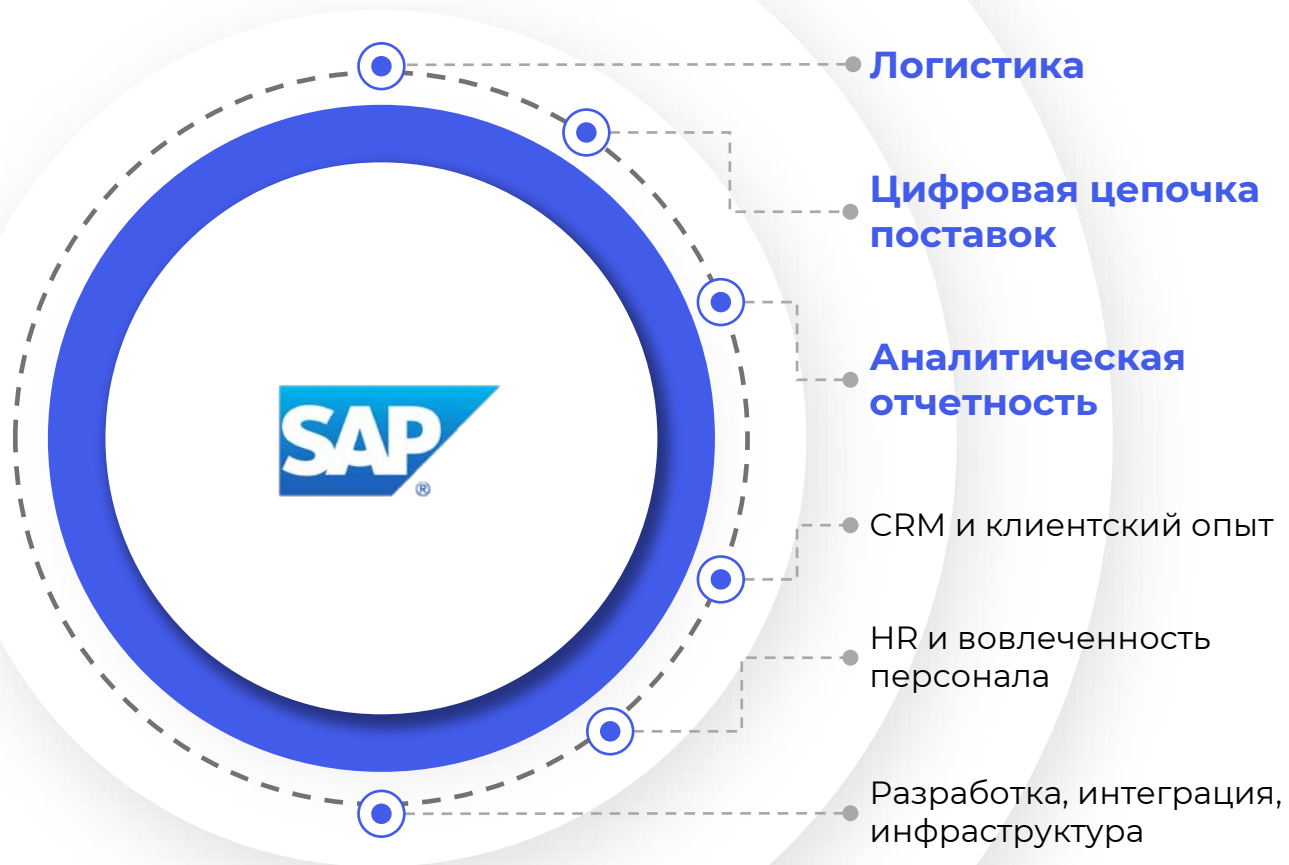 Логистика
Цифровая цепочка
поставок
Аналитическая
отчетность
SAP
®
CRM и клиентский опыт
HR и вовлеченность
персонала
Разработка, интеграция,
инфраструктура